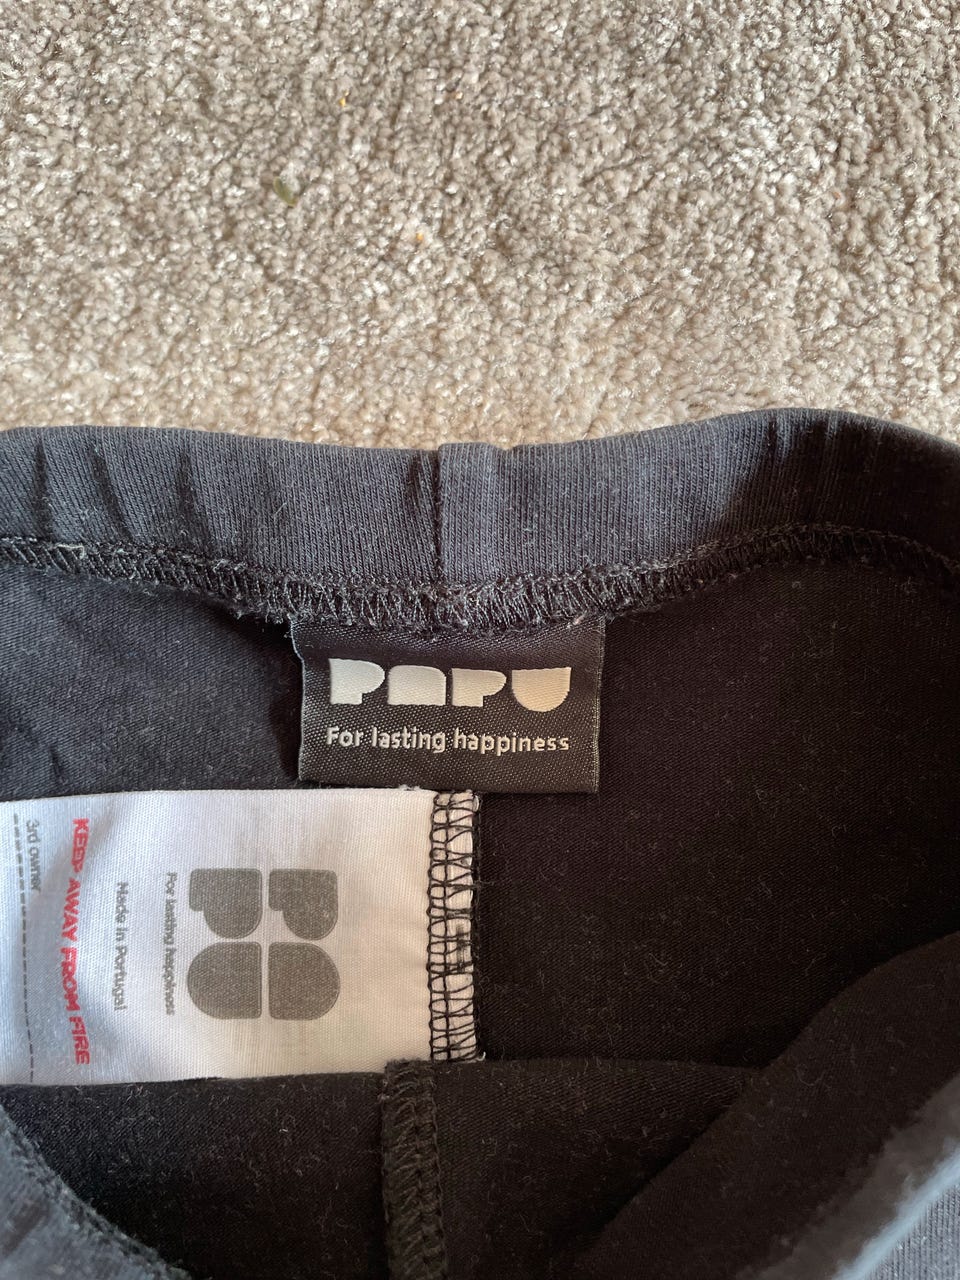 PAPU
For lasting happiness
For lasting happiness
Made in Portugal
KEEP AWAY FROM FIRE
3rd owner